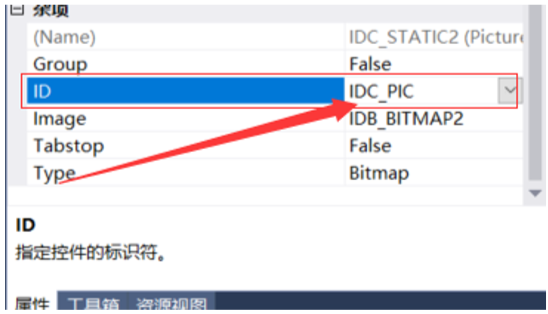 杂项
(Name) IDC_STATIC2 (Picture
Group False
ID IDC_PIC
Image IDB_BITMAP2
Tabstop False
Type Bitmap
ID
指定控件的标识符。
属性 工具箱 资源视图